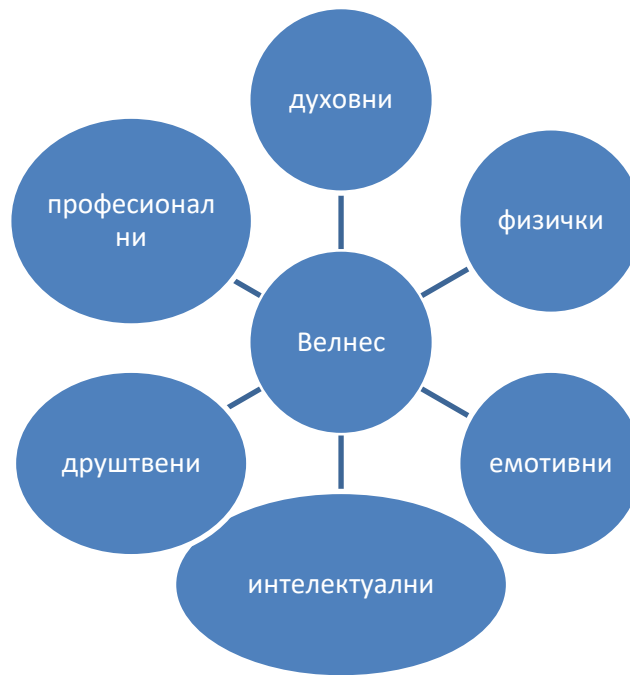 духовни
професионал
ни
физички
Велнес
друштвени
емотивни
интелектуални